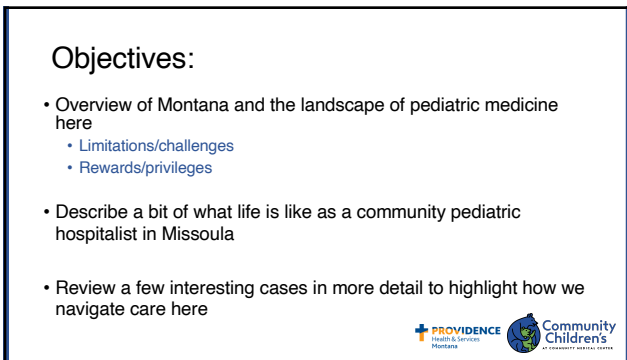 Objectives:
• Overview of Montana and the landscape of pediatric medicine
here
• Limitations/challenges
• Rewards/privileges
• Describe a bit of what life is like as a community pediatric
hospitalist in Missoula
• Review a few interesting cases in more detail to highlight how we
navigate care here
PROVIDENCE
Health & Services
Montana
Community
Children's
AT COMMUNITY MEDICAL CENTER